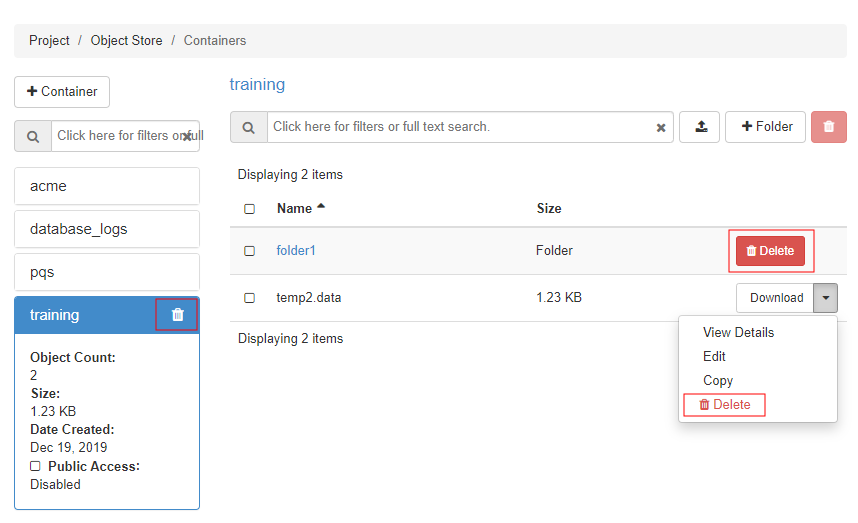 Project / Object Store / Containers
+ Container
Click here for filters or full
acme
database_logs
pqs
training
Object Count:
2
Size:
1.23 KB
Date Created:
Dec 19, 2019
Public Access:
Disabled
training
Click here for filters or full text search.
+ Folder
Displaying 2 items
Name Size
folder1 Folder Delete
temp2.data 1.23 KB Download
Displaying 2 items
View Details
Edit
Copy
Delete